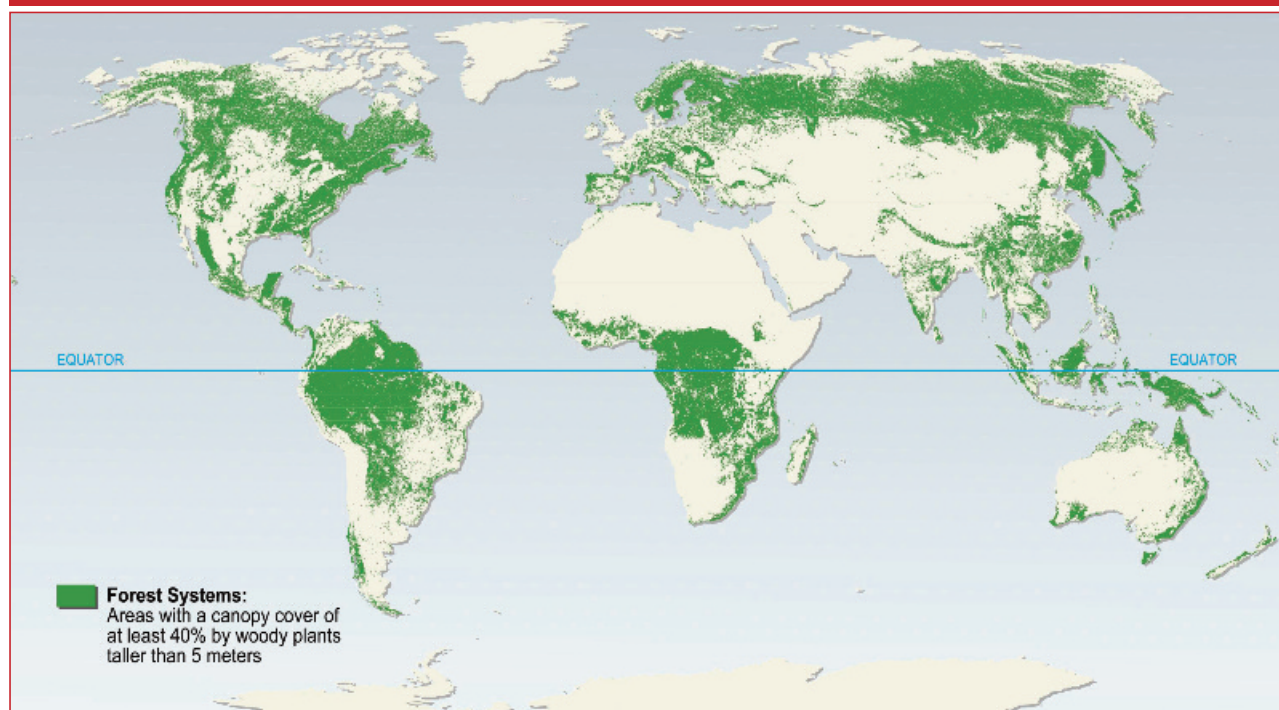 EQUATOR
EQUATOR
Forest Systems:
Areas with a canopy cover of
at least 40% by woody plants
taller than 5 meters